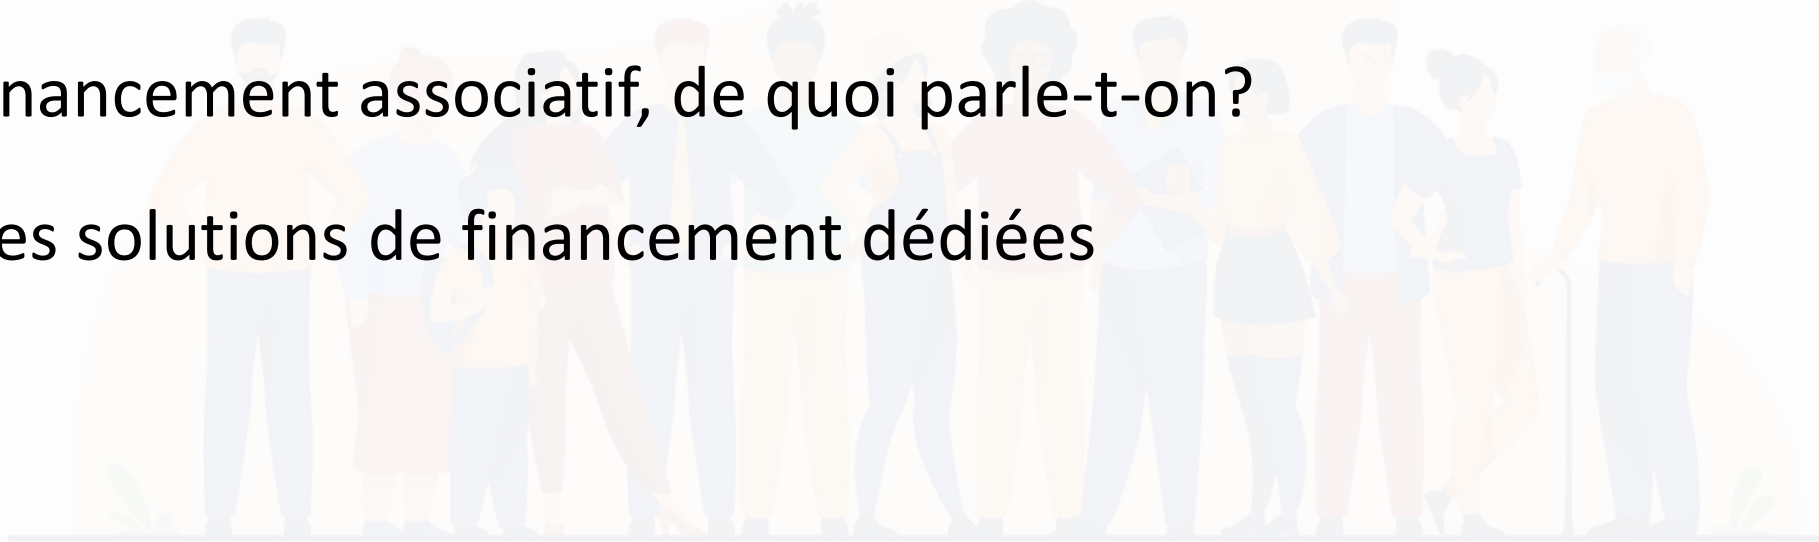 nancement associatif, de quoi parle-t-on?
es solutions de financement dédiées